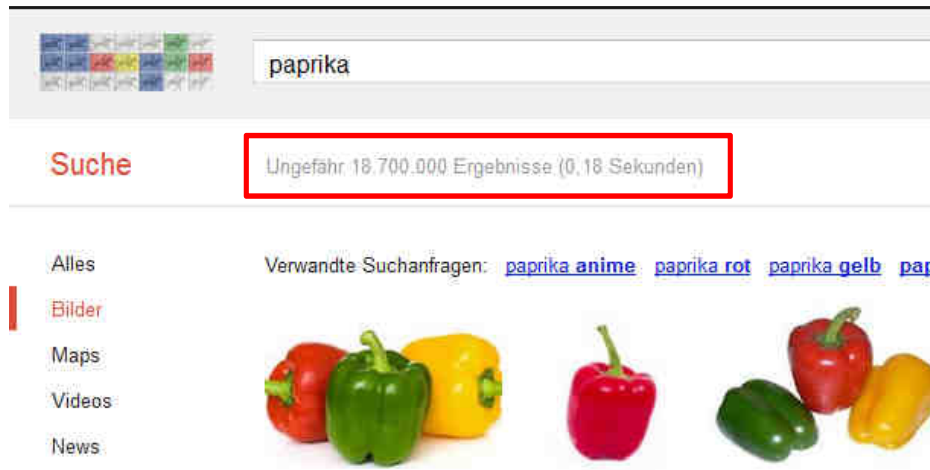 paprika
Suche
Ungefähr 18.700.000 Ergebnisse (0,18 Sekunden)
Alles
Verwandte Suchanfragen: paprika anime paprika rot paprika gelb pap
Bilder
Maps
Videos
News